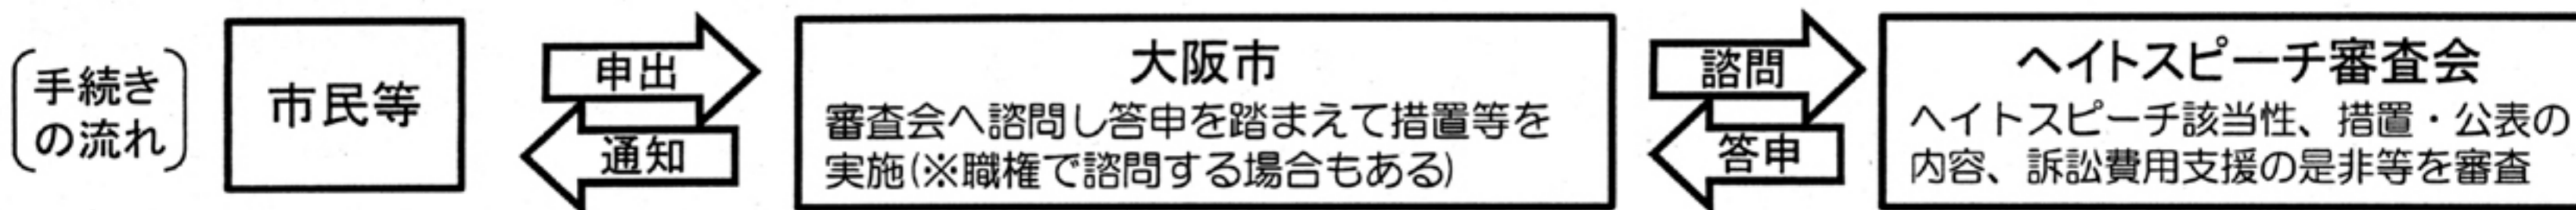 手続き
の流れ
市民等
申出
通知
大阪市
審査会へ諮問し答申を踏まえて措置等を
実施(※職権で諮問する場合もある)
諮問
答申
ヘイトスピーチ審査会
ヘイトスピーチ該当性、措置・公表の
内容、訴訟費用支援の是非等を審査